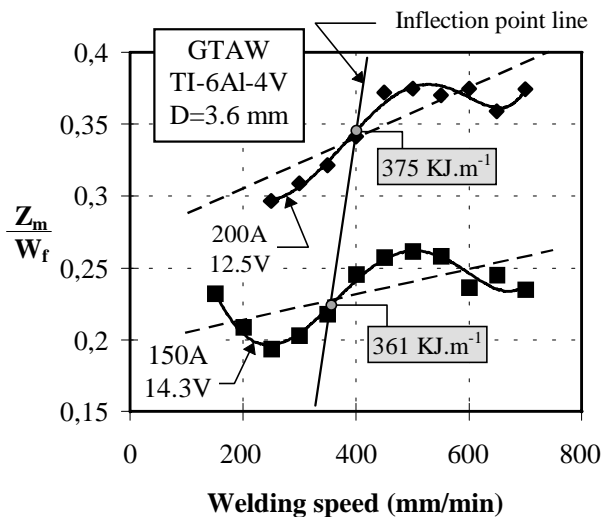 Inflection point line
0,4
GTAW
TI-6Al-4V
D=3.6 mm
0,35
375 KJ.m-1
0,3
Zm
Wf
200A
12.5V
0,25
361 KJ.m-1
0,2
150A
14.3V
0,15
0 200 400 600 800
Welding speed (mm/min)